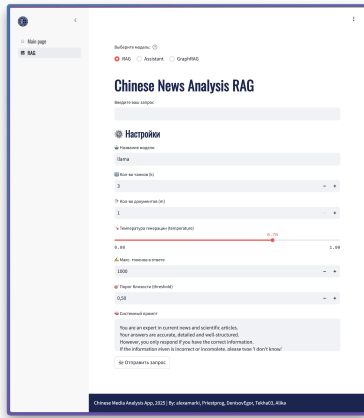 Main page
RAG
Выберите модель:
RAG
Assistant
GraphRAG
Chinese News Analysis RAG
Введите ваш запрос
Настройки
Название модели
llama
Кол-во чанков (k)
3
Кол-во документов (m)
1
Температура генерации (temperature)
0.70
0.00
1.00
Макс. токенов в ответе
1000
Порог близости (threshold)
0,50
Системный промпт
You are an expert in current news and scientific articles.
Your answers are accurate, detailed and well-structured.
However, you only respond if you have the correct information.
If the information given is incorrect or incomplete, please type 'I don't know'
Отправить запрос
Chinese Media Analysis App, 2025 | By: alexamarki, Priestprog, DenisovEgor, Tekha03, Alika